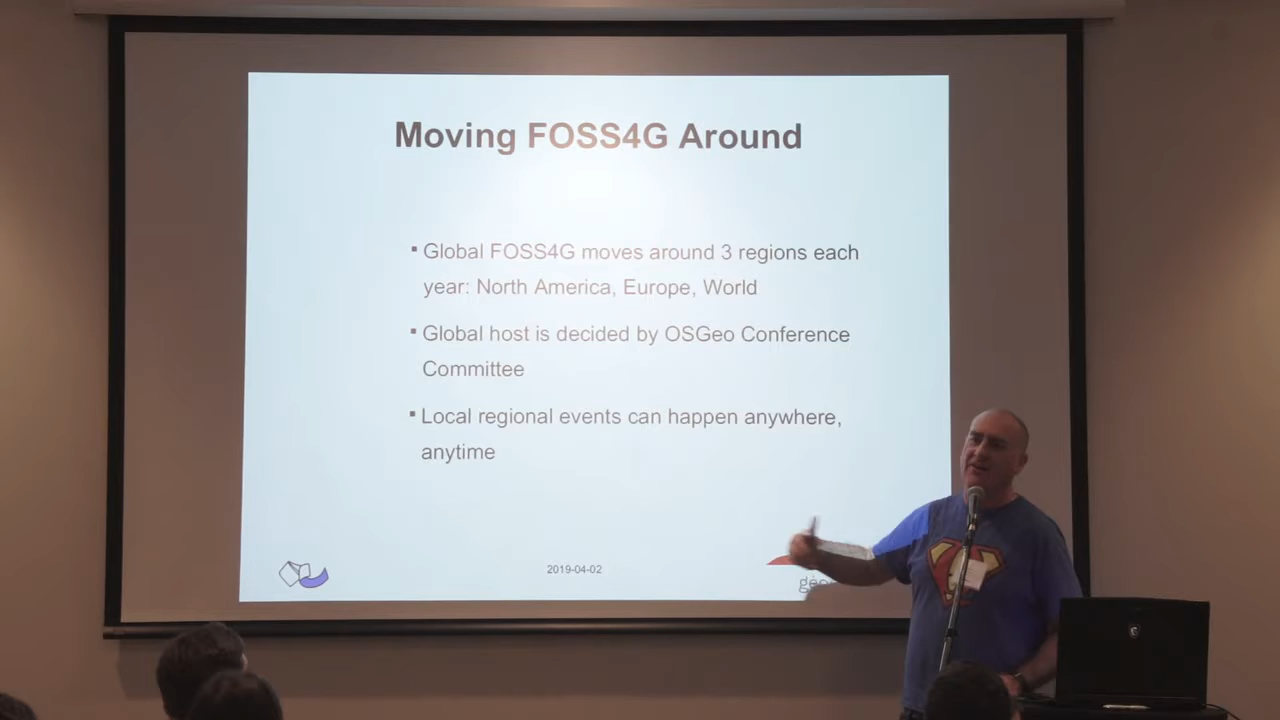 Moving FOSS4G Around
▪ Global FOSS4G moves around 3 regions each
year: North America, Europe, World
▪ Global host is decided by OSGeo Conference
Committee
▪ Local regional events can happen anywhere,
anytime
2019-04-02